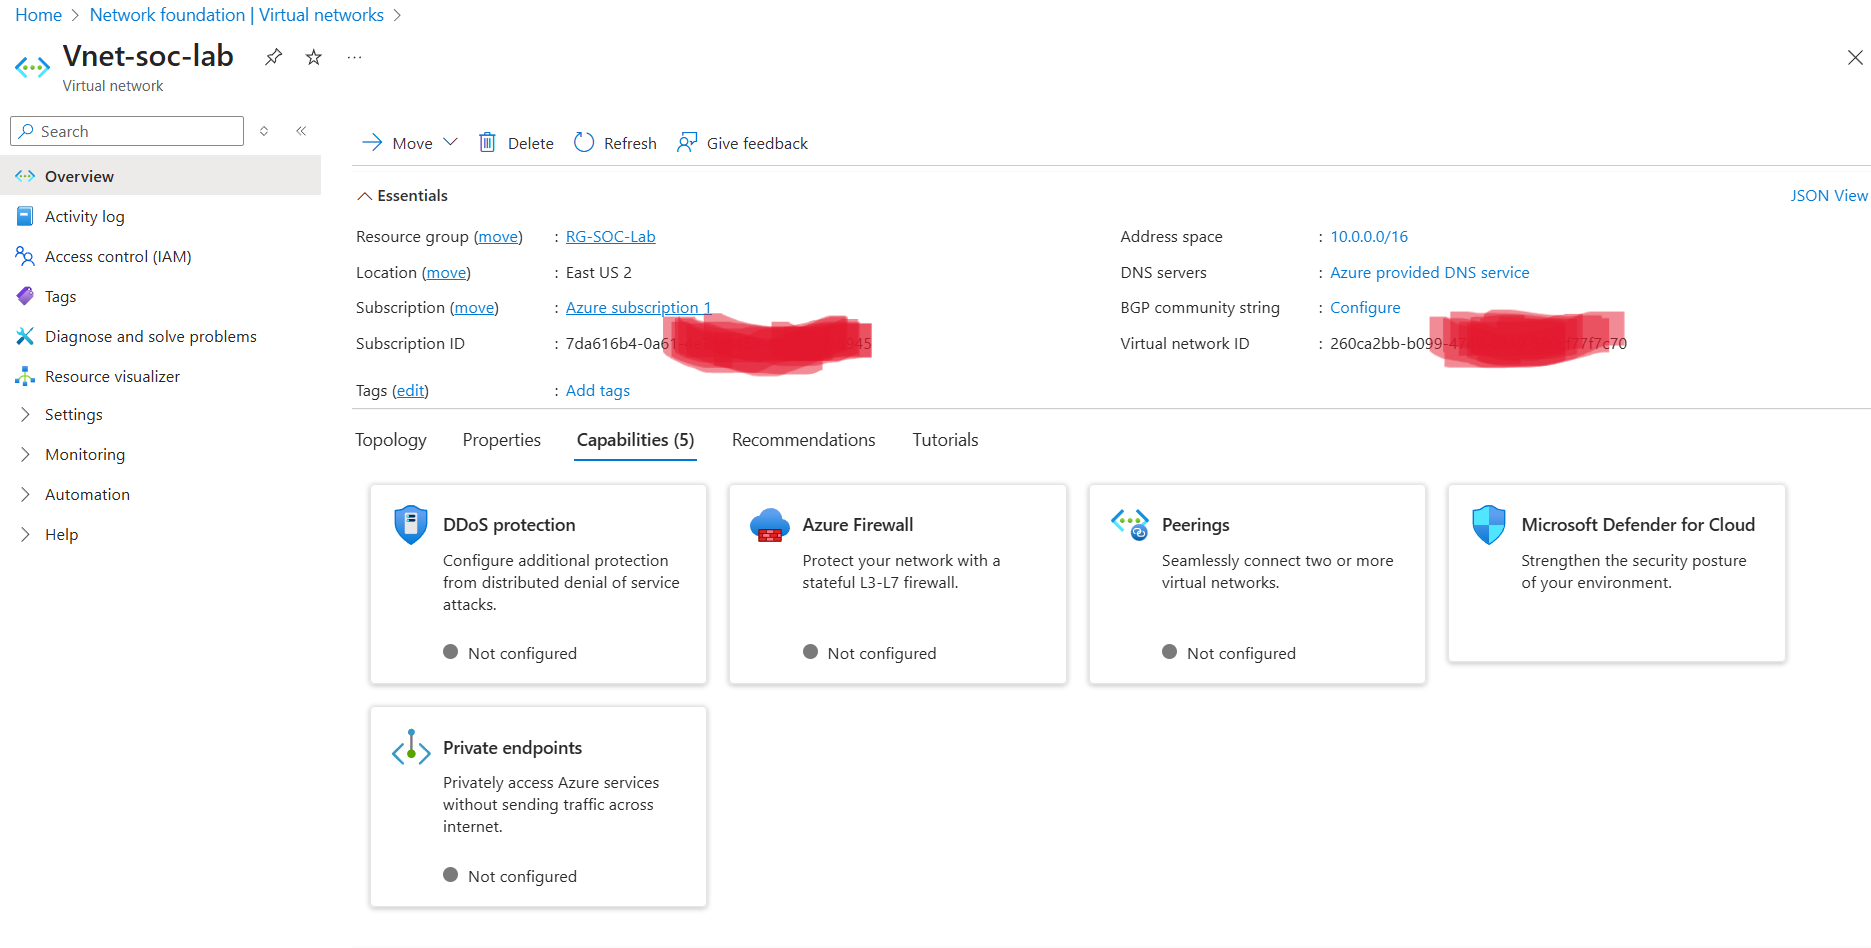 Home > Network foundation | Virtual networks >
Vnet-soc-lab
Virtual network
Search
Overview
Activity log
Access control (IAM)
Tags
Diagnose and solve problems
Resource visualizer
Settings
Monitoring
Automation
Help
Move
Delete
Refresh
Give feedback
Essentials
JSON View
Resource group (move) : RG-SOC-Lab
Location (move) : East US 2
Subscription (move) : Azure subscription 1
Subscription ID : 7da616b4-0a61
Tags (edit) : Add tags
Address space : 10.0.0.0/16
DNS servers : Azure provided DNS service
BGP community string : Configure
Virtual network ID : 260ca2bb-b099
Topology
Properties
Capabilities (5)
Recommendations
Tutorials
DDoS protection
Configure additional protection
from distributed denial of service
attacks.
Not configured
Azure Firewall
Protect your network with a
stateful L3-L7 firewall.
Not configured
Peerings
Seamlessly connect two or more
virtual networks.
Not configured
Microsoft Defender for Cloud
Strengthen the security posture
of your environment.
Private endpoints
Privately access Azure services
without sending traffic across
internet.
Not configured